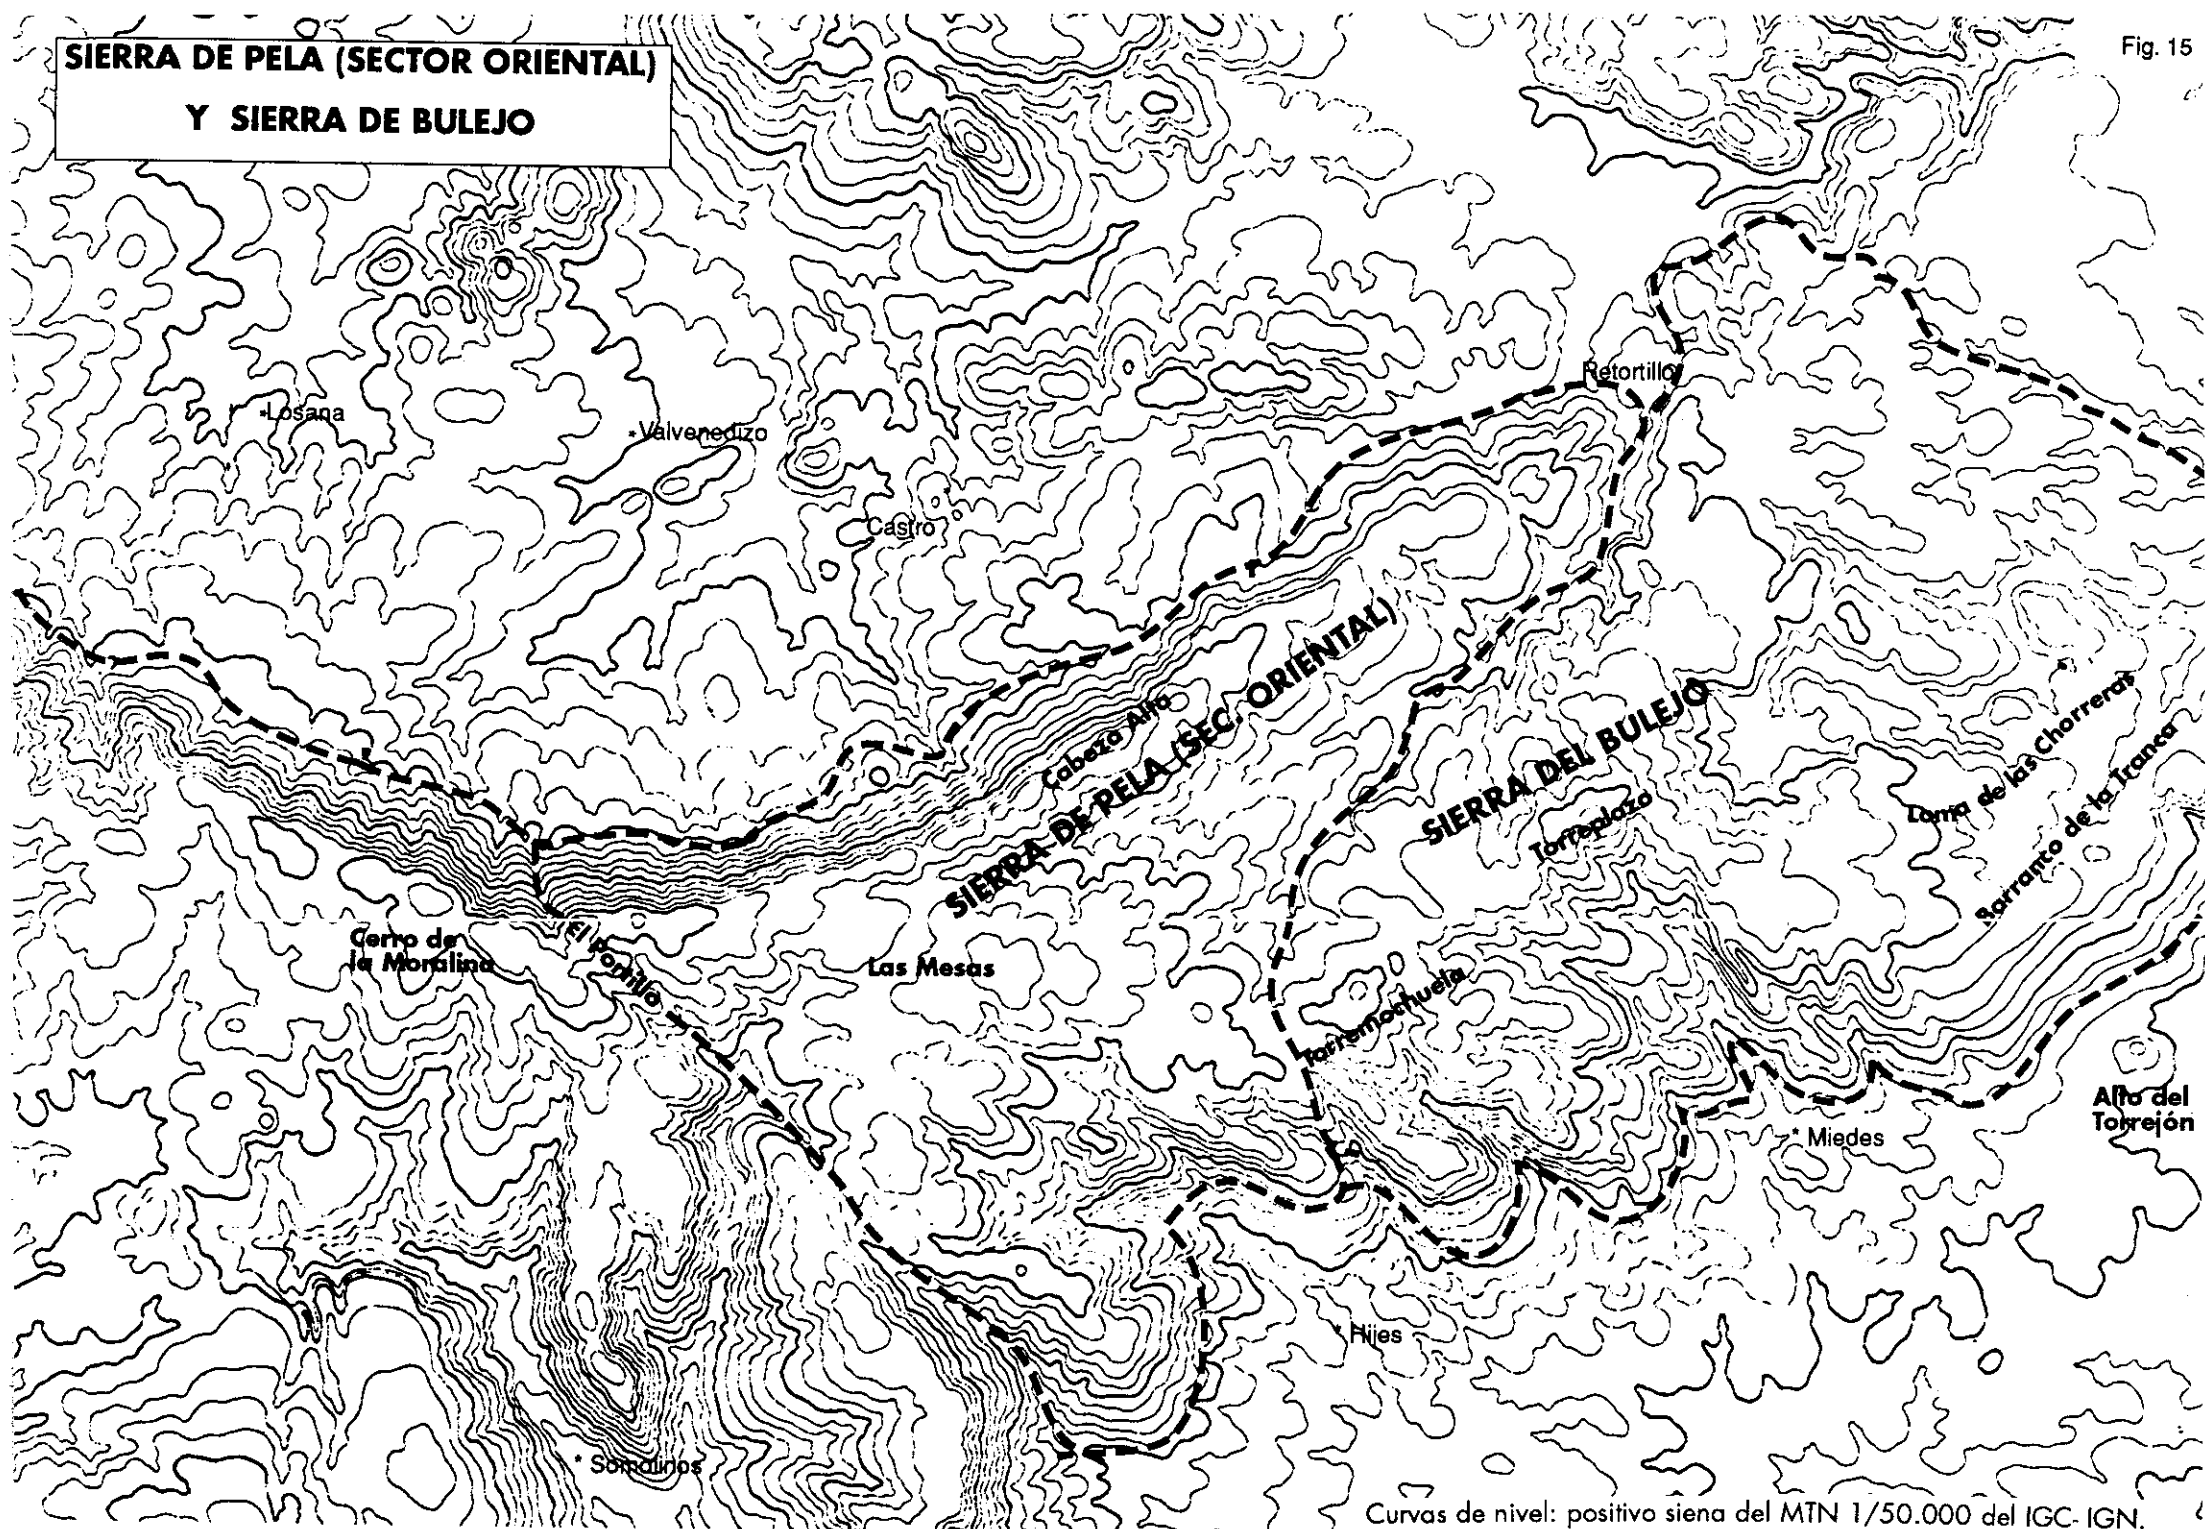 SIERRA DE PELA (SECTOR ORIENTAL)
Y SIERRA DE BULEJO
Fig. 15
Retortillo
Losana
Valvenedizo
Castro
Cabeza Alta
SIERRA DE PELA (SEC. ORIENTAL)
SIERRA DEL BULEJO
Torreplazo
Loma de las Chorreras
Barranco de la Tranca
Cerro de
la Moralina
El Portillo
Las Mesas
Torremochuela
Alto del
Torrejón
Miedes
Hijes
Somolinos
Curvas de nivel: positivo siena del MTN 1/50.000 del IGC- IGN.